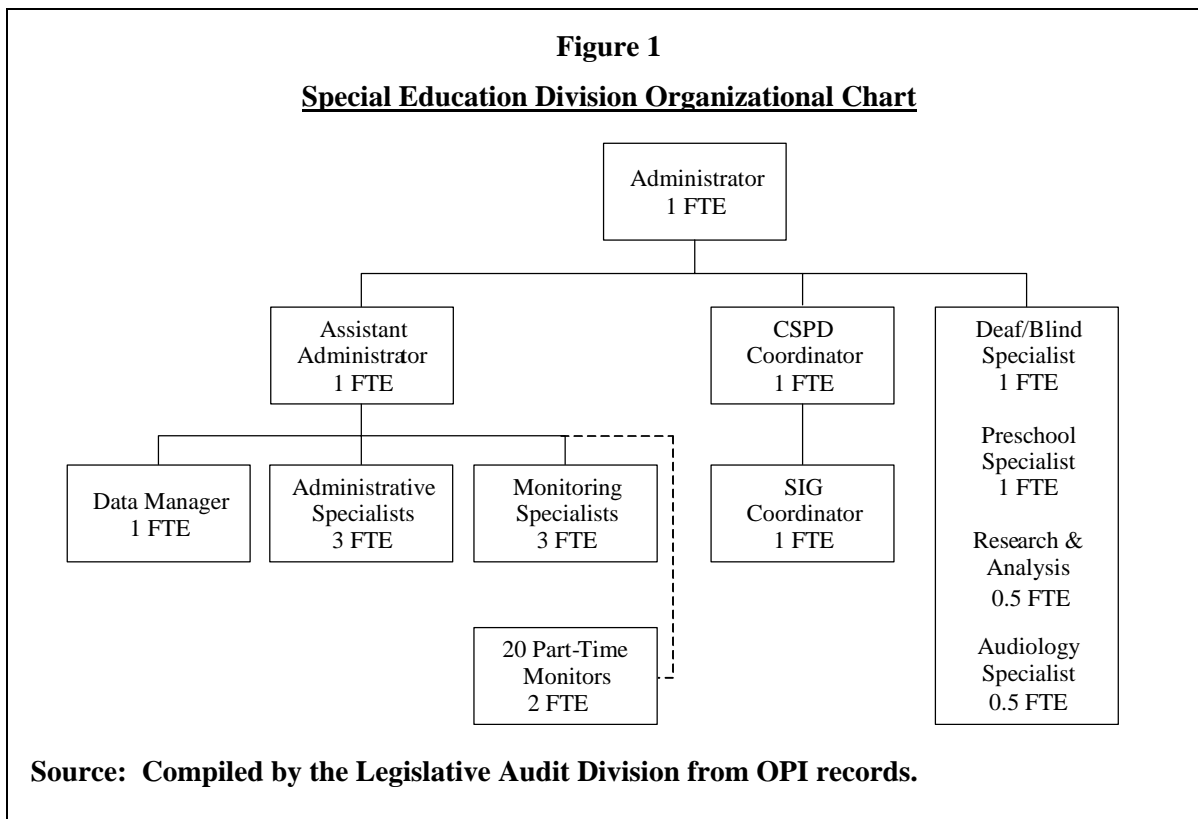 Figure 1
Special Education Division Organizational Chart
Administrator
1 FTE
Assistant
Administrator
1 FTE
CSPD
Coordinator
1 FTE
Deaf/Blind
Specialist
1 FTE
Preschool
Specialist
1 FTE
Research &
Analysis
0.5 FTE
Audiology
Specialist
0.5 FTE
Data Manager
1 FTE
Administrative
Specialists
3 FTE
Monitoring
Specialists
3 FTE
SIG
Coordinator
1 FTE
20 Part-Time
Monitors
2 FTE
Source: Compiled by the Legislative Audit Division from OPI records.